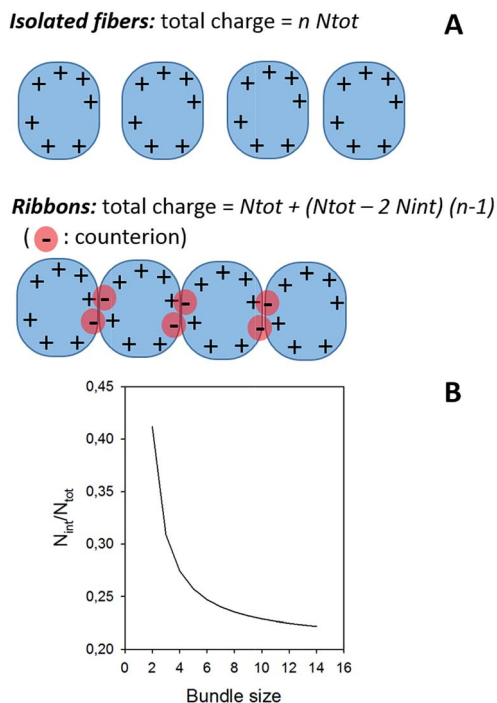 Isolated fibers: total charge = n Ntot
A
+ + + + + + +
+ + + + + + +
+ + + + + + +
+ + + + + + +
Ribbons: total charge = Ntot + (Ntot – 2 Nint) (n-1)
( - : counterion)
+ + + + + + +
- -
+ + + + + + +
- -
+ + + + + + +
- -
+ + + + + + +
B
0,45
0,40
0,35
0,30
0,25
0,20
Nint/Ntot
0 2 4 6 8 10 12 14 16
Bundle size